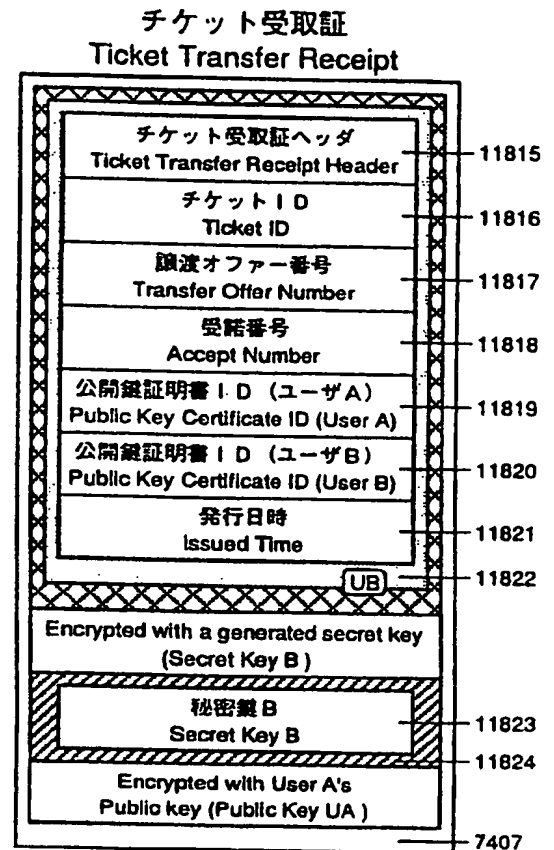 チケット受取証
Ticket Transfer Receipt
チケット受取証ヘッダ
Ticket Transfer Receipt Header
11815
チケットID
Ticket ID
11816
譲渡オファー番号
Transfer Offer Number
11817
受諾番号
Accept Number
11818
公開鍵証明書ID (ユーザA)
Public Key Certificate ID (User A)
11819
公開鍵証明書ID (ユーザB)
Public Key Certificate ID (User B)
11820
発行日時
Issued Time
11821
UB
11822
Encrypted with a generated secret key
(Secret Key B )
秘密鍵B
Secret Key B
11823
11824
Encrypted with User A's
Public key (Public Key UA )
7407